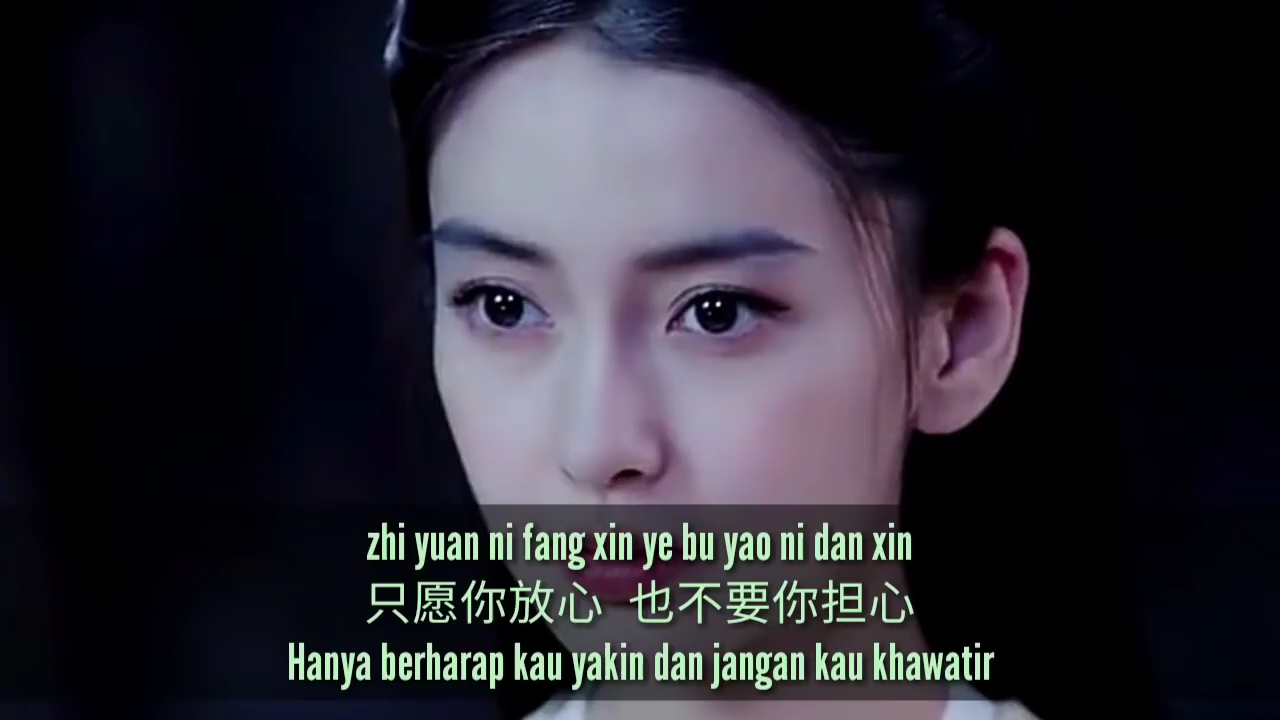 zhi yuan ni fang xin ye bu yao ni dan xin
只愿你放心 也不要你担心
Hanya berharap kau yakin dan jangan kau khawatir